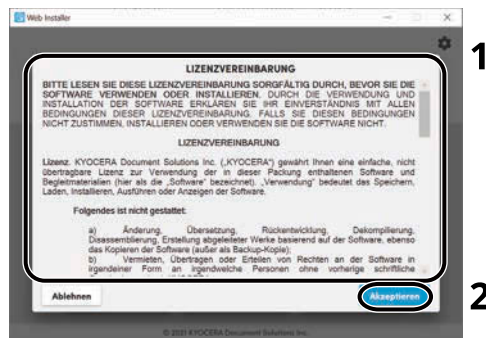 Web Installer
1
LIZENZVEREINBARUNG
BITTE LESEN SIE DIESE LIZENZVEREINBARUNG SORGFÄLTIG DURCH, BEVOR SIE DIE
SOFTWARE VERWENDEN ODER INSTALLIEREN. DURCH DIE VERWENDUNG UND
INSTALLATION DER SOFTWARE ERKLÄREN SIE IHR EINVERSTÄNDNIS MIT ALLEN
BEDINGUNGEN DIESER LIZENZVEREINBARUNG. FALLS SIE DIESEN BEDINGUNGEN
NICHT ZUSTIMMEN, INSTALLIEREN ODER VERWENDEN SIE DIE SOFTWARE NICHT.
LIZENZVEREINBARUNG
Lizenz. KYOCERA Document Solutions Inc. („KYOCERA") gewährt Ihnen eine einfache, nicht
übertragbare Lizenz zur Verwendung der in dieser Packung enthaltenen Software und
Begleitmaterialien (hier als die „Software" bezeichnet). „Verwendung" bedeutet das Speichern,
Laden, Installieren, Ausführen oder Anzeigen der Software.
Folgendes ist nicht gestattet:
a) Änderung, Übersetzung, Rückentwicklung, Dekompilierung,
Disassemblierung, Erstellung abgeleiteter Werke basierend auf der Software, ebenso
das Kopieren der Software (außer als Backup-Kopie);
b) Vermieten, Übertragen oder Erteilen von Rechten an der Software in
irgendeiner Form an irgendwelche Personen ohne vorherige schriftliche
Ablehnen
Akzeptieren
2
© 2021 KYOCERA Document Solutions Inc.